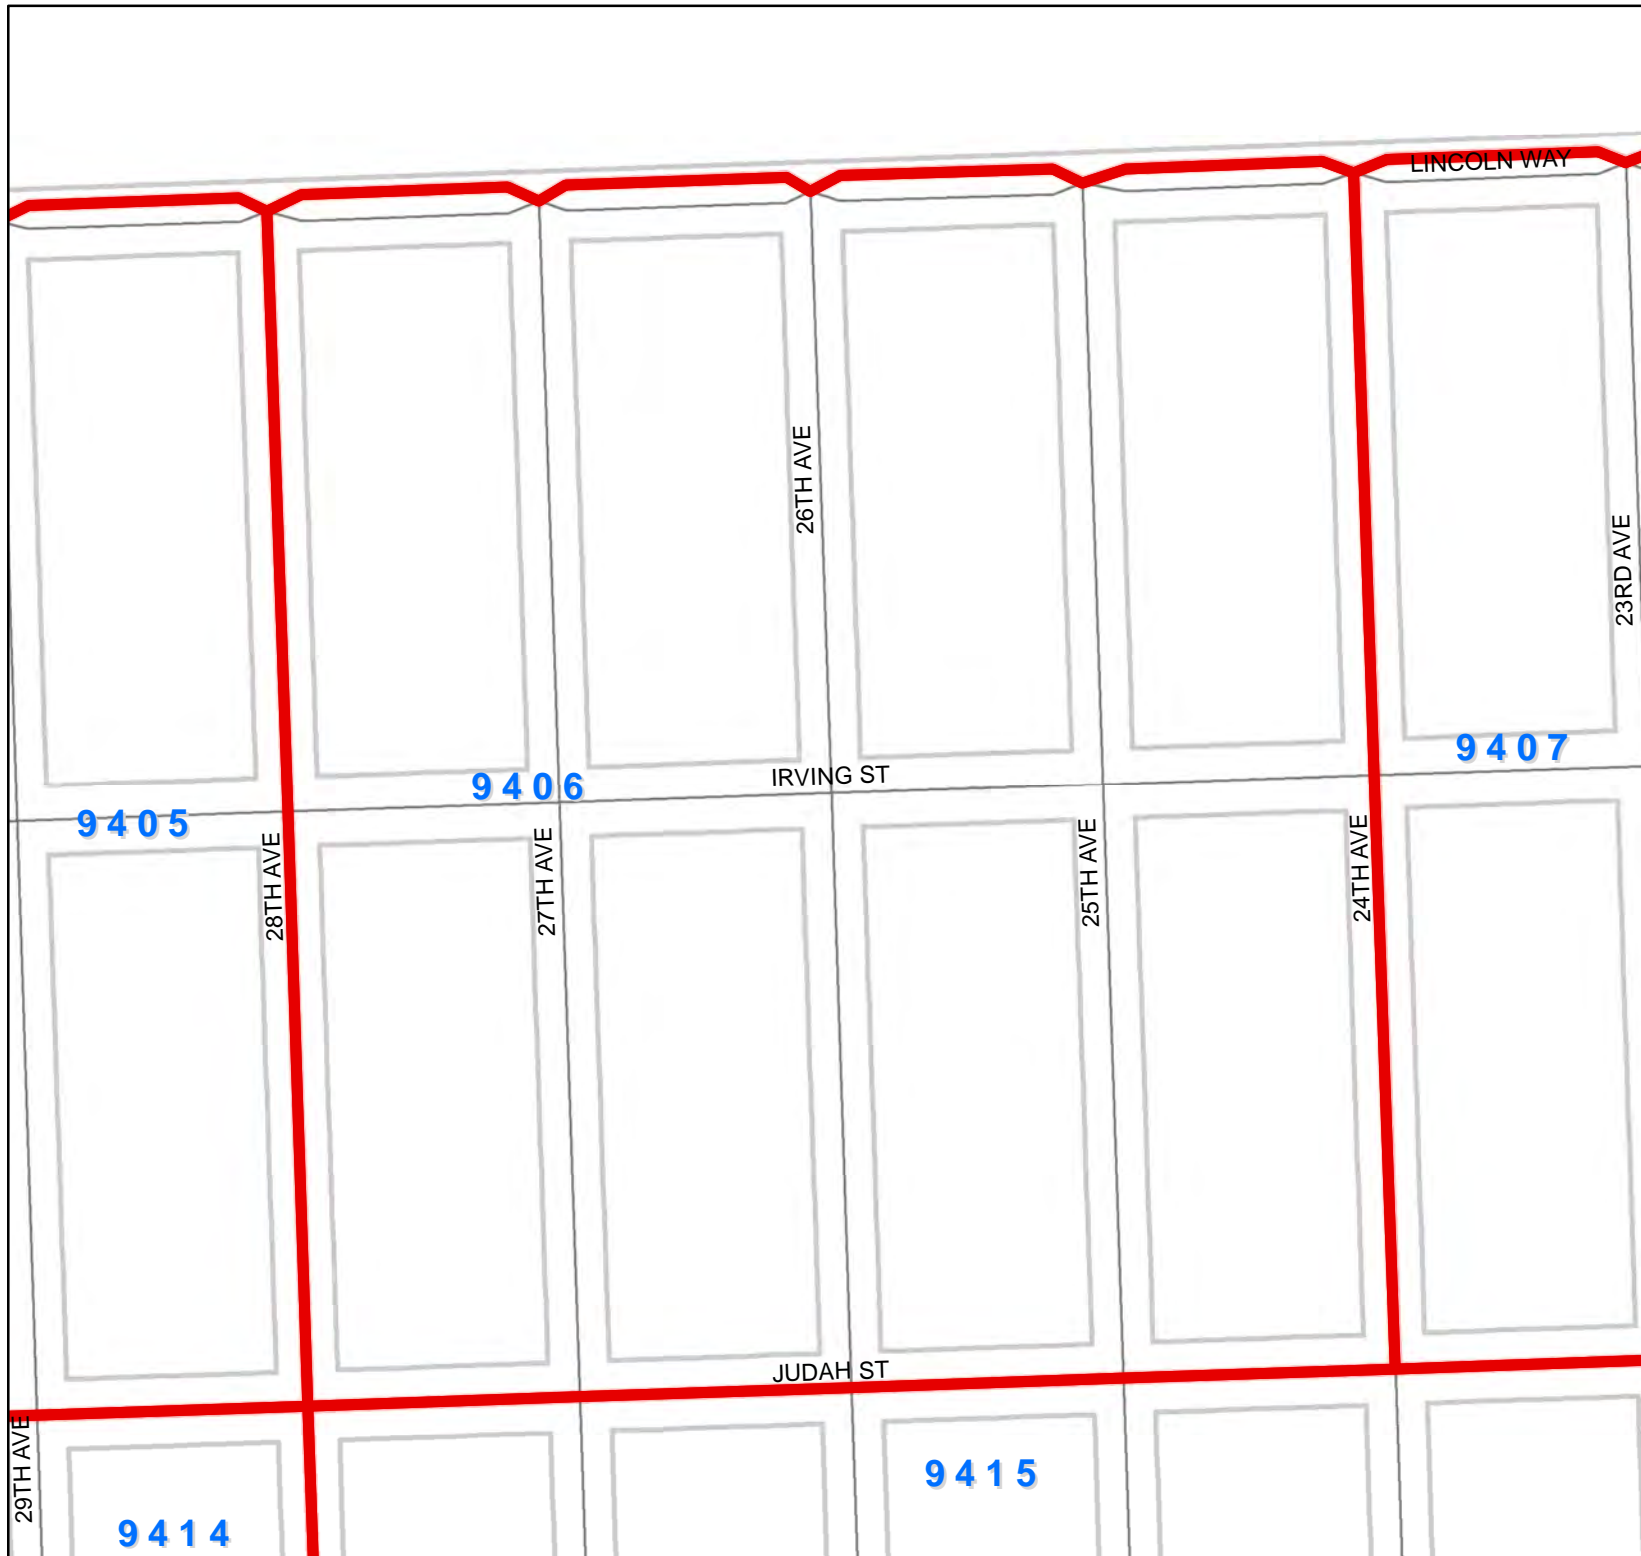 LINCOLN WAY
26TH AVE
23RD AVE
9407
IRVING ST
9406
9405
28TH AVE
27TH AVE
25TH AVE
24TH AVE
JUDAH ST
29TH AVE
9415
9414